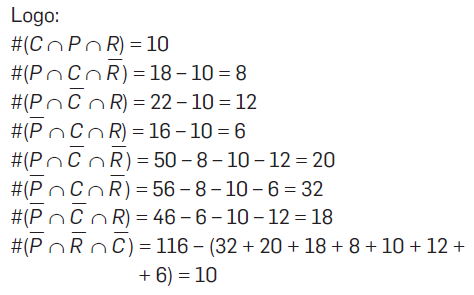 Logo:
#(C ∩ P ∩ R) = 10
#(P ∩ C ∩ R̅) = 18 – 10 = 8
#(P ∩ C̅ ∩ R) = 22 – 10 = 12
#(P̅ ∩ C ∩ R) = 16 – 10 = 6
#(P ∩ C̅ ∩ R̅) = 50 – 8 – 10 – 12 = 20
#(P̅ ∩ C ∩ R̅) = 56 – 8 – 10 – 6 = 32
#(P̅ ∩ C̅ ∩ R) = 46 – 6 – 10 – 12 = 18
#(P̅ ∩ R̅ ∩ C̅) = 116 – (32 + 20 + 18 + 8 + 10 + 12 +
+ 6) = 10